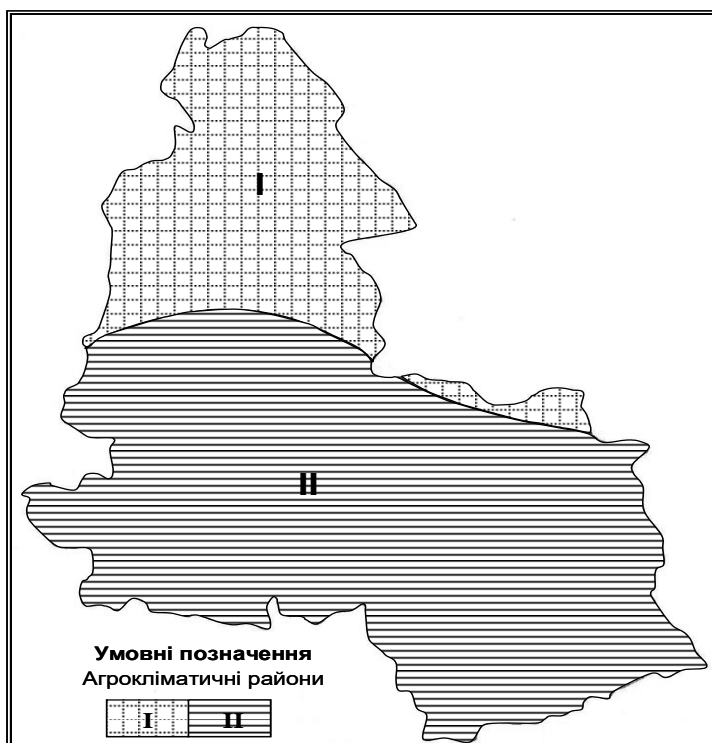 I
II
Умовні позначення
Агрокліматичні райони
I II